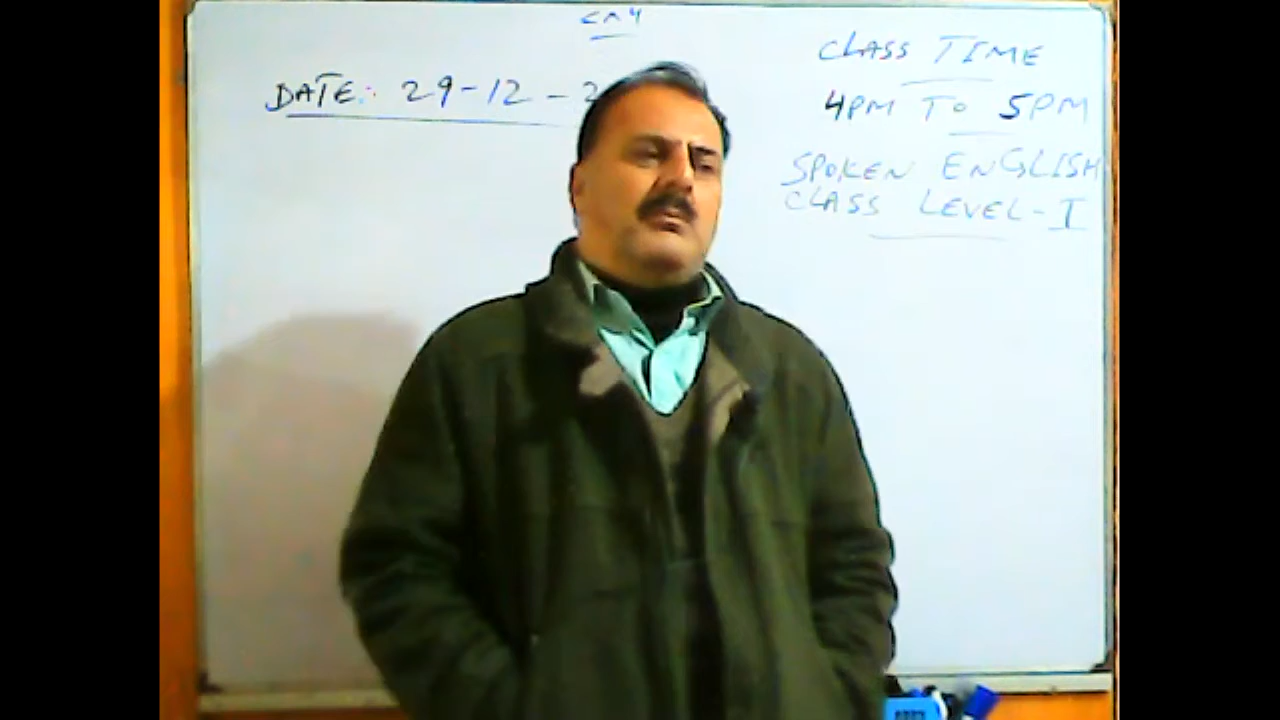 DATE: 29-12-2
CLASS TIME
4PM TO 5PM
SPOKEN ENGLISH
CLASS LEVEL-I